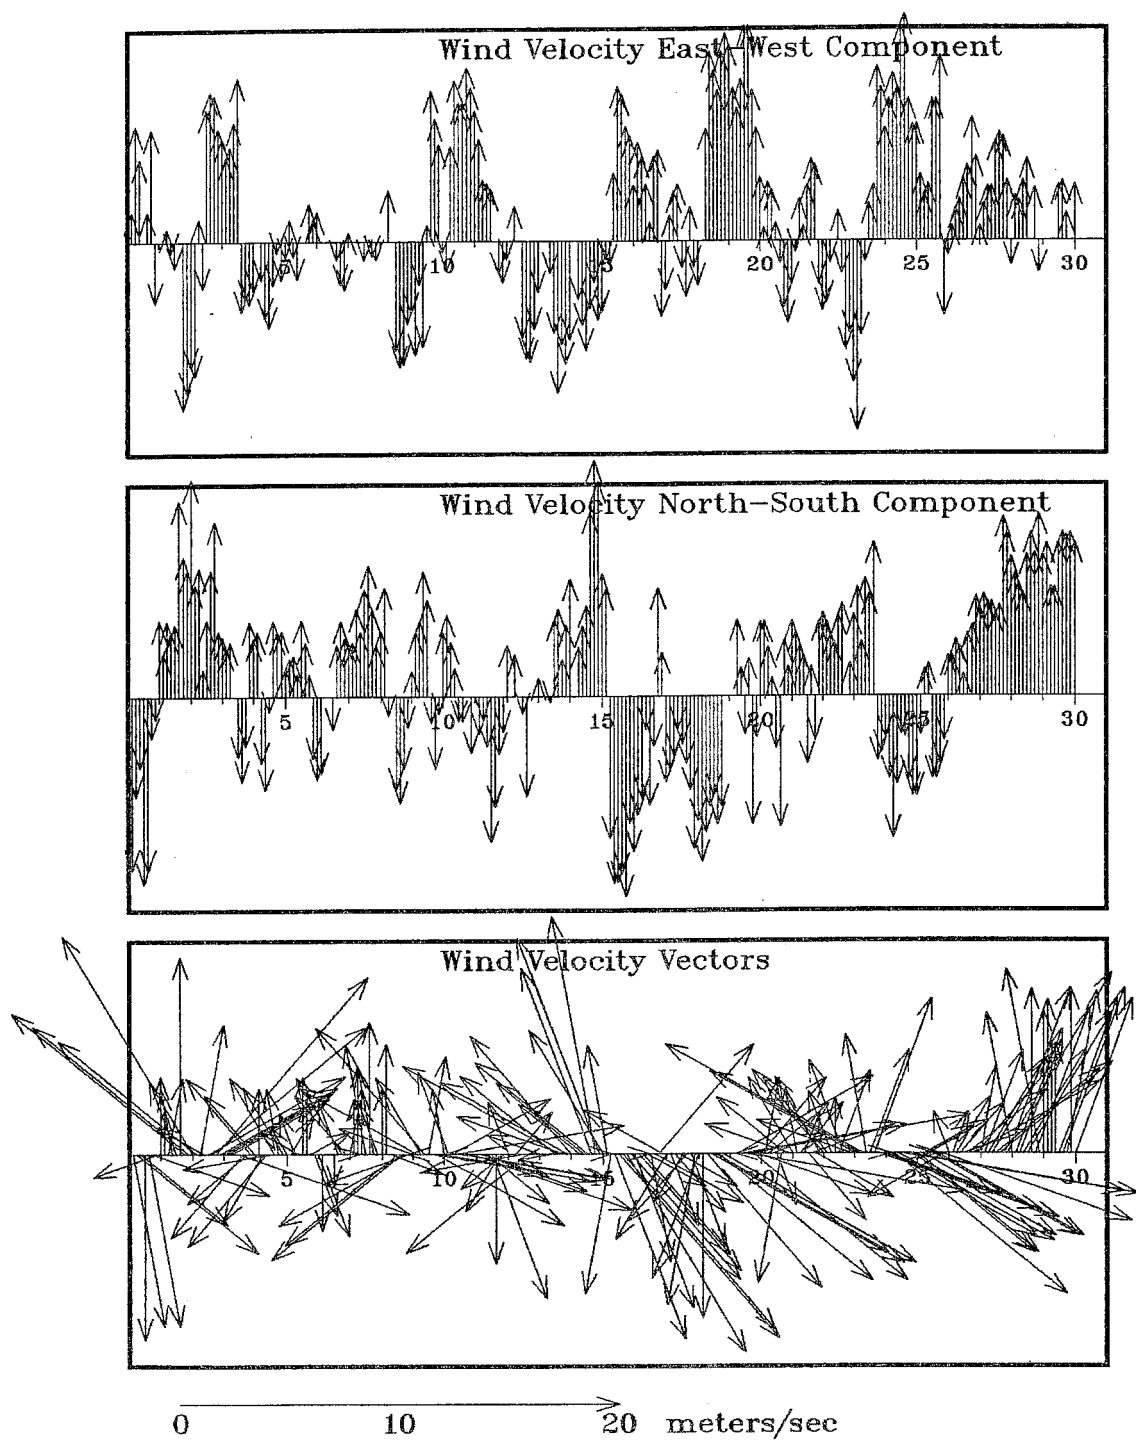 Wind Velocity East-West Component
5 10 15 20 25 30
Wind Velocity North-South Component
5 10 15 20 25 30
Wind Velocity Vectors
5 10 15 20 25 30
0 10 20 meters/sec